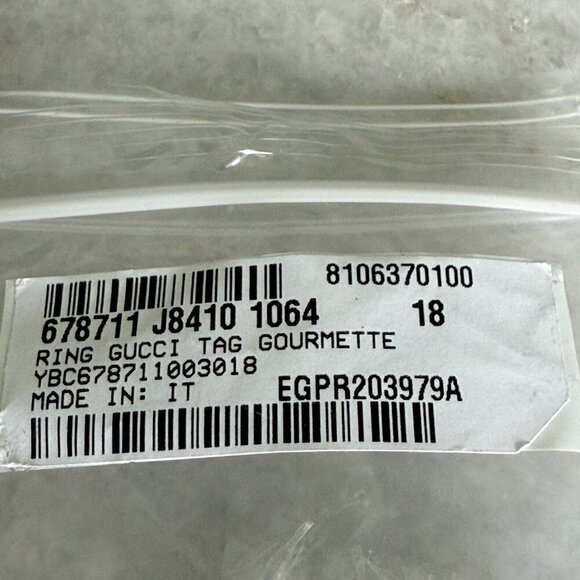 8106370100
678711 J8410 1064 18
RING GUCCI TAG GOURMETTE
YBC678711003018
MADE IN: IT EGPR203979A